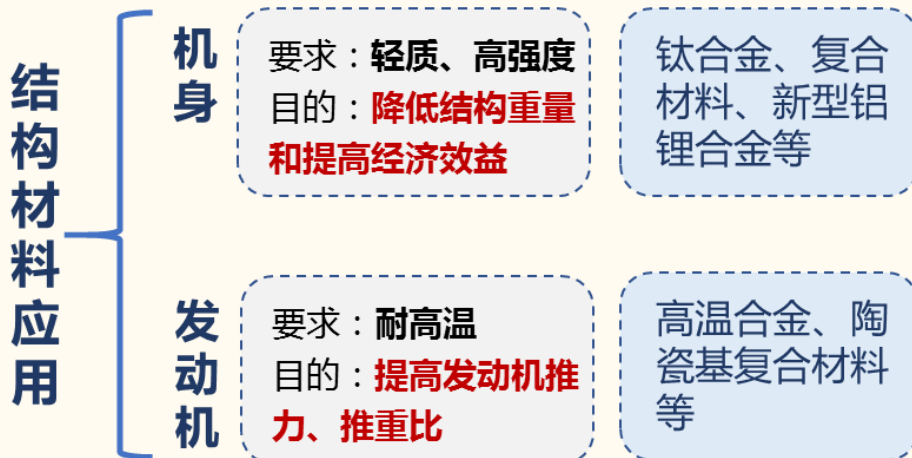 结构材料应用
机身
要求：轻质、高强度
目的：降低结构重量
和提高经济效益
钛合金、复合
材料、新型铝
锂合金等
发动机
要求：耐高温
目的：提高发动机推
力、推重比
高温合金、陶
瓷基复合材料
等